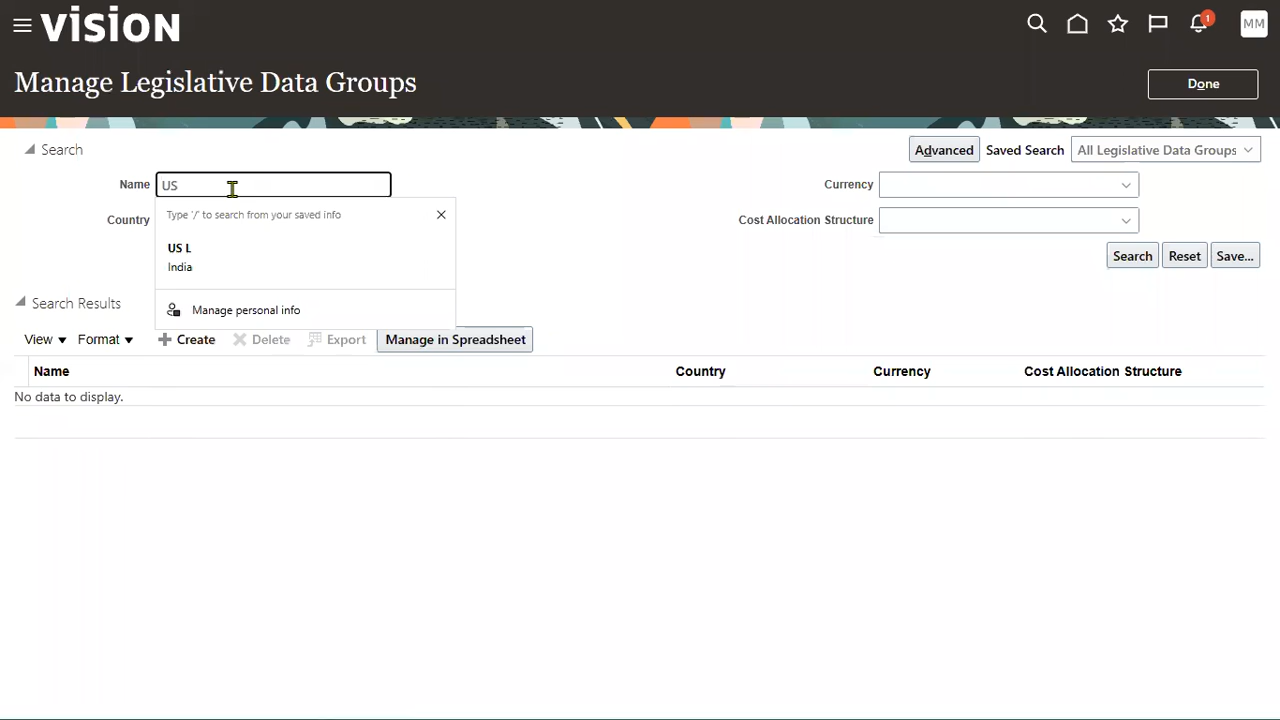 VISION
1
MM
Manage Legislative Data Groups
Done
Search
Advanced
Saved Search
All Legislative Data Groups
Name
US
Currency
Type '/' to search from your saved info
Country
Cost Allocation Structure
US L
India
Search
Reset
Save...
Search Results
Manage personal info
View
Format
Create
Delete
Export
Manage in Spreadsheet
Name
Country
Currency
Cost Allocation Structure
No data to display.